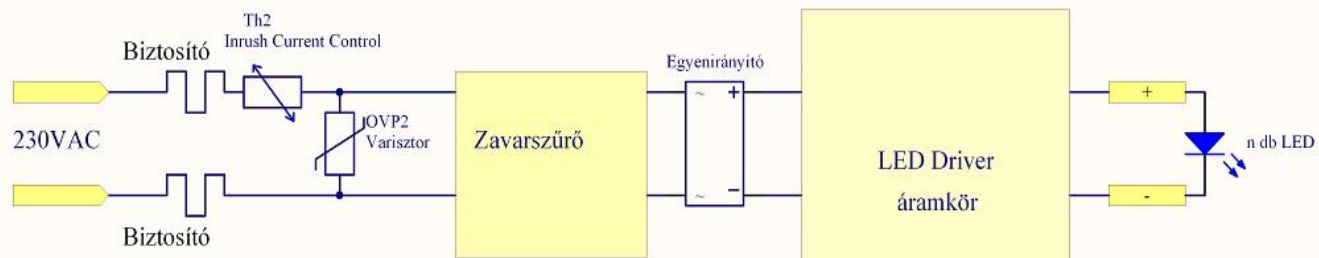 Th2
Inrush Current Control
Biztosító
230VAC
Biztosító
OVP2
Varisztor
Zavarszűrő
Egyenirányító
~ +
~ −
LED Driver
áramkör
+
-
n db LED